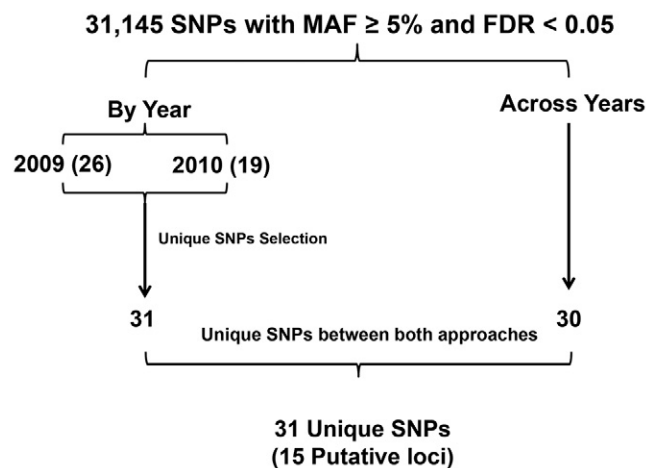 31,145 SNPs with MAF ≥ 5% and FDR < 0.05
By Year
Across Years
2009 (26)
2010 (19)
Unique SNPs Selection
31
Unique SNPs between both approaches
30
31 Unique SNPs
(15 Putative loci)